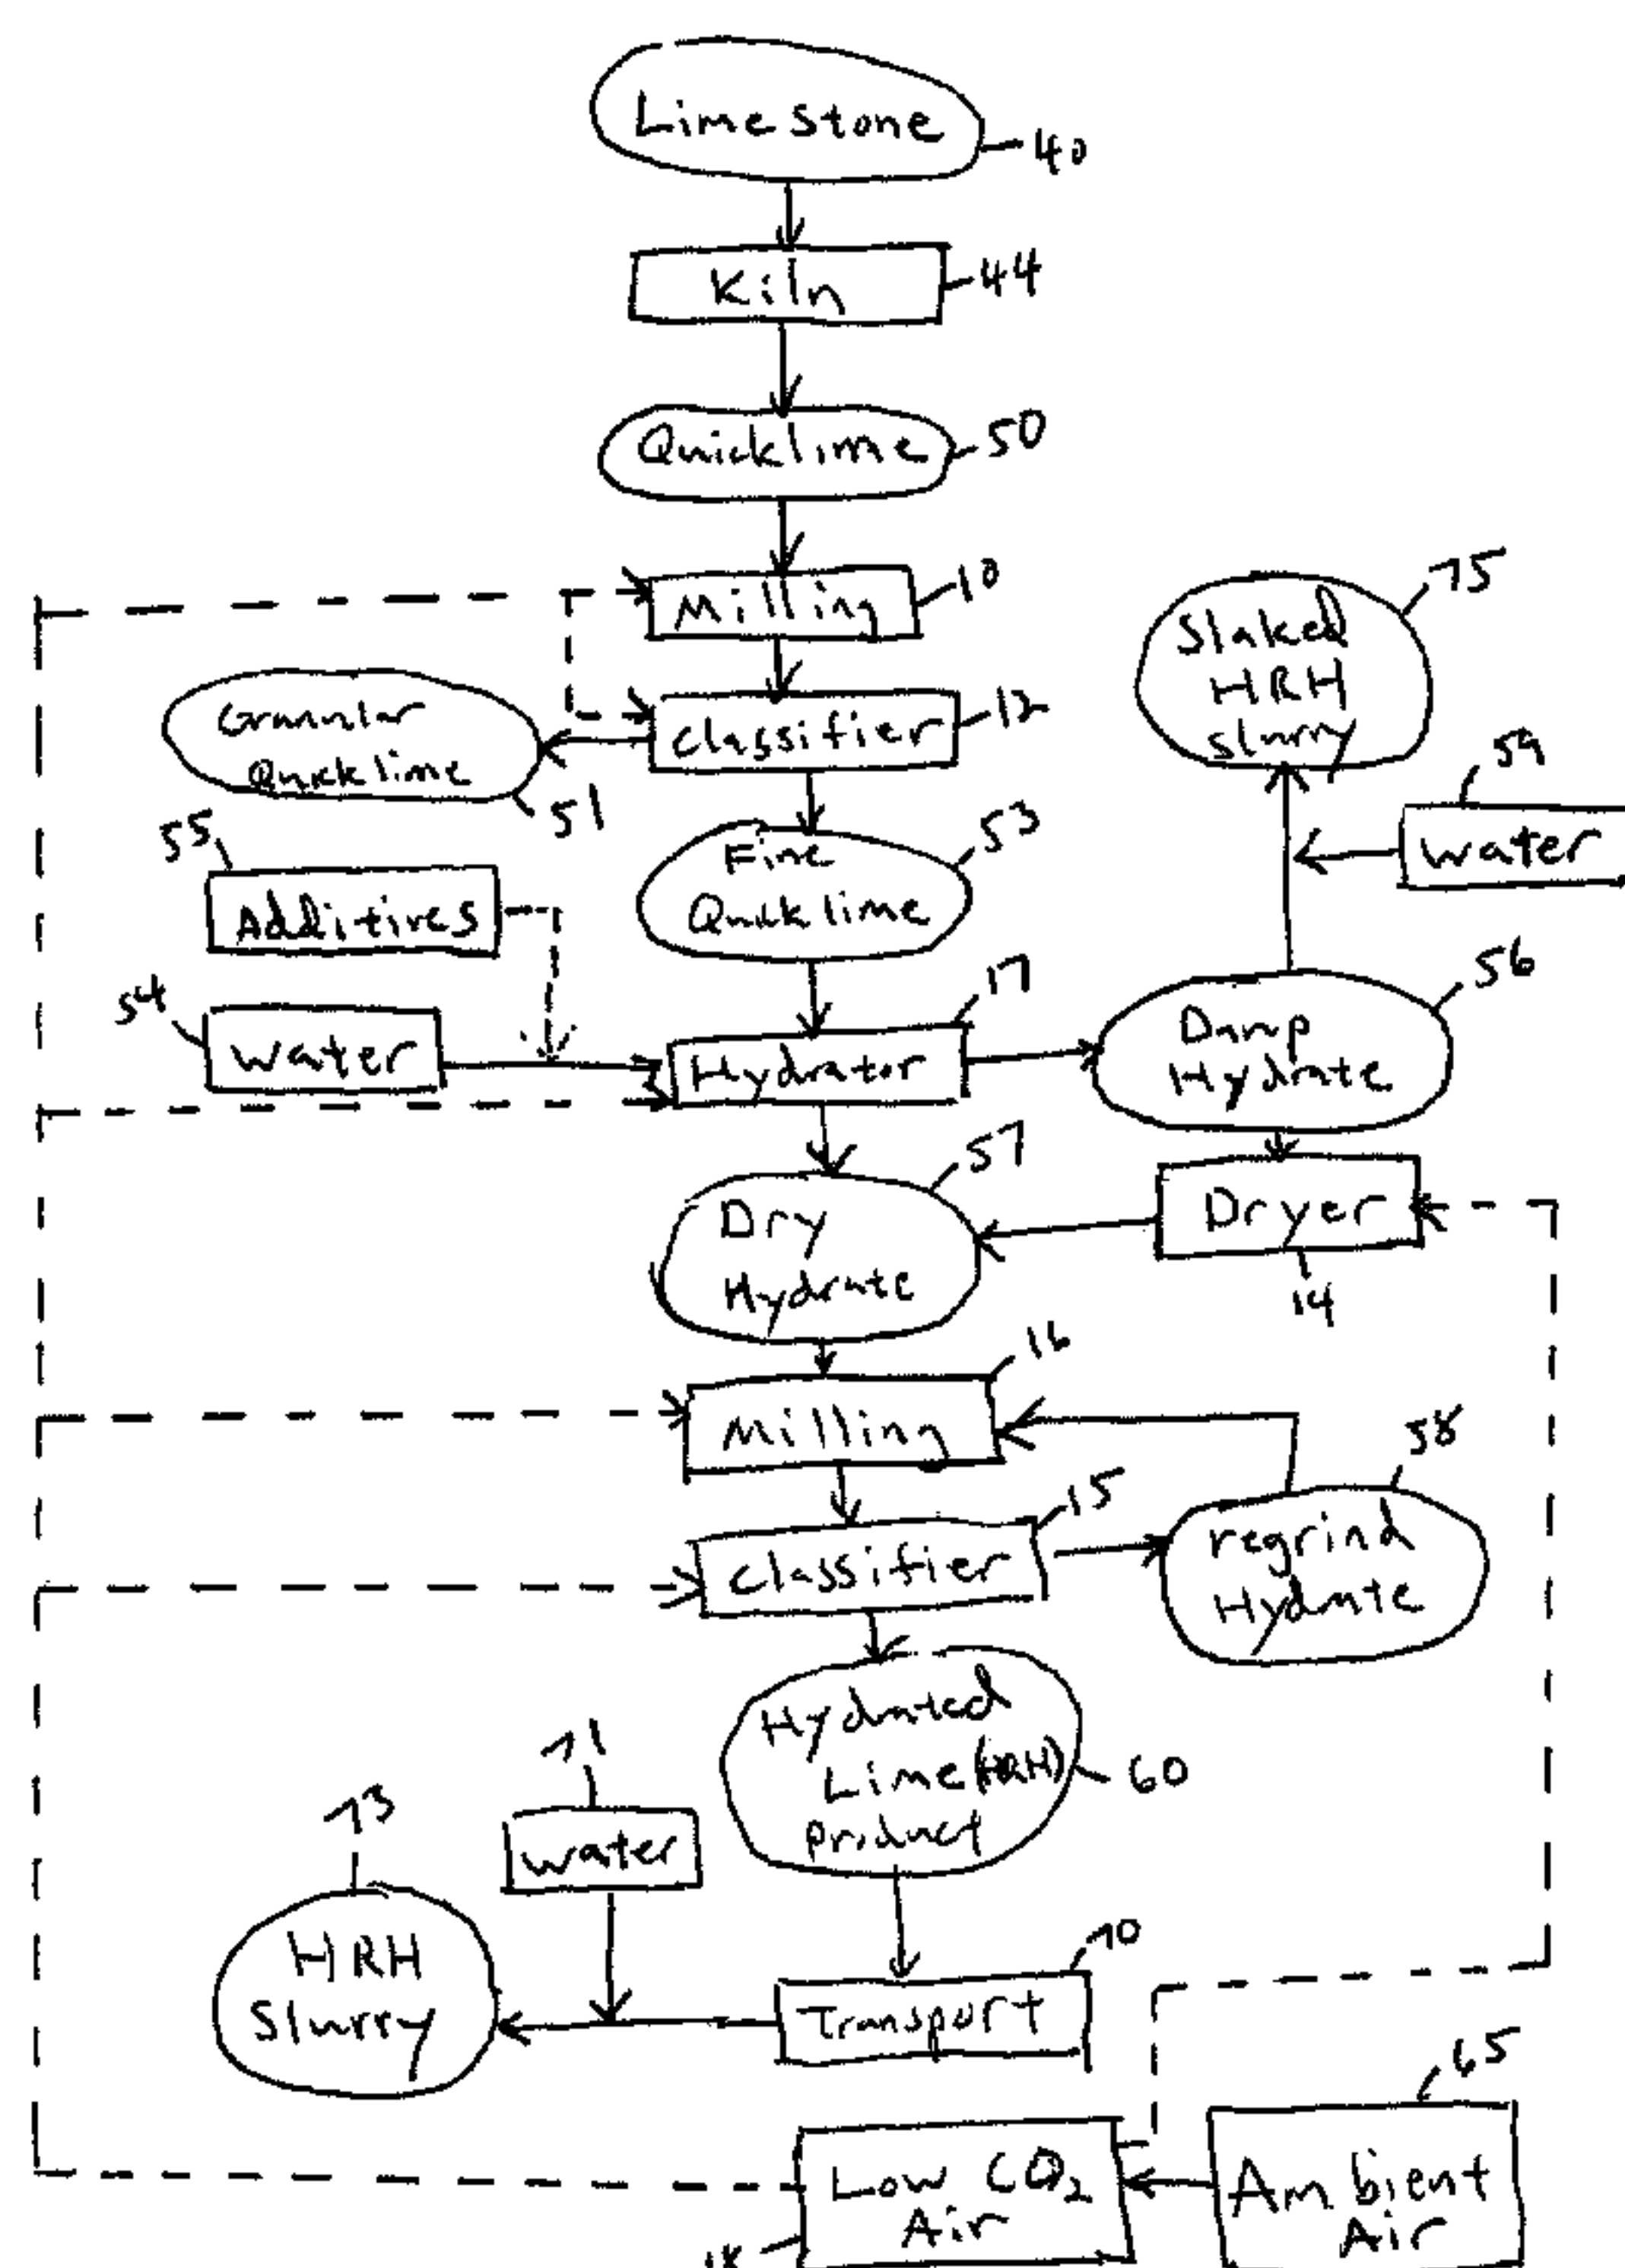 Limestone
40
Kiln
44
Quicklime
50
Milling
10
Slaked
HRH
Slurry
75
Granular
Quicklime
51
Classifier
12
Water
59
Additives
55
Fine
Quicklime
53
Water
54
Hydrator
17
Damp
Hydrate
56
Dry
Hydrate
57
Dryer
14
Milling
16
Classifier
15
regrind
Hydrate
58
Hydrated
Lime (HRH)
product
60
Water
71
HRH
Slurry
73
Transport
70
Low CO₂
Air
18
Ambient
Air
65